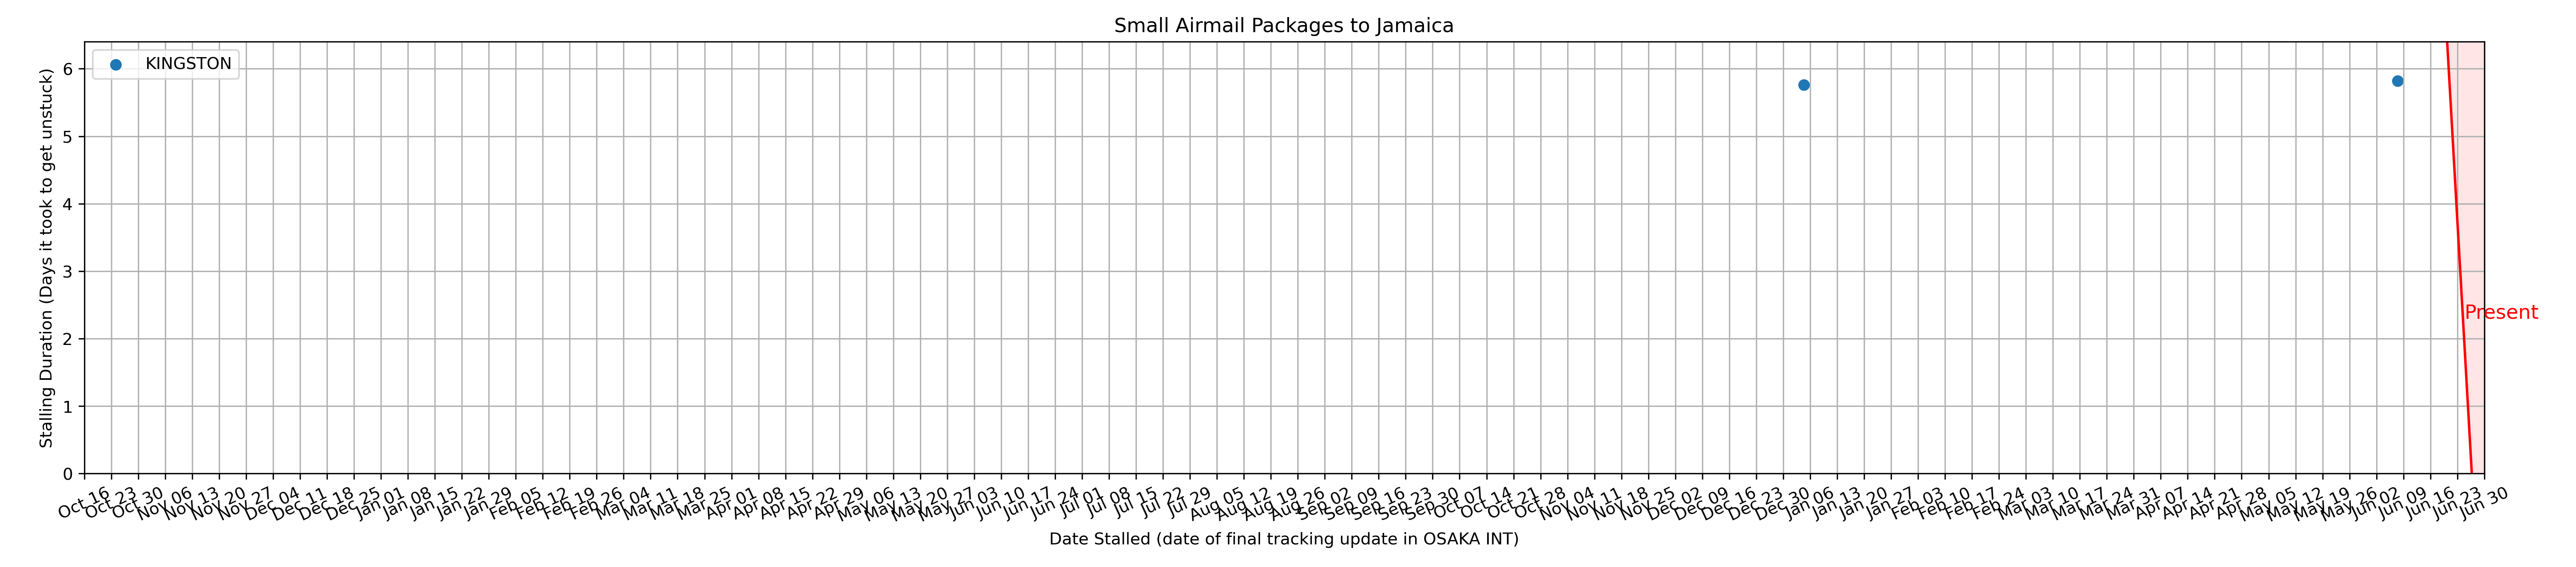 Small Airmail Packages to Jamaica
KINGSTON
Stalling Duration (Days it took to get unstuck)
6
5
4
3
2
1
0
Present
Oct 16
Oct 23
Oct 30
Nov 06
Nov 13
Nov 20
Nov 27
Dec 04
Dec 11
Dec 18
Dec 25
Jan 01
Jan 08
Jan 15
Jan 22
Jan 29
Feb 05
Feb 12
Feb 19
Feb 26
Mar 04
Mar 11
Mar 18
Mar 25
Apr 01
Apr 08
Apr 15
Apr 22
Apr 29
May 06
May 13
May 20
May 27
Jun 03
Jun 10
Jun 17
Jun 24
Jul 01
Jul 08
Jul 15
Jul 22
Jul 29
Aug 05
Aug 12
Aug 19
Aug 26
Sep 02
Sep 09
Sep 16
Sep 23
Sep 30
Oct 07
Oct 14
Oct 21
Oct 28
Nov 04
Nov 11
Nov 18
Nov 25
Dec 02
Dec 09
Dec 16
Dec 23
Dec 30
Jan 06
Jan 13
Jan 20
Jan 27
Feb 03
Feb 10
Feb 17
Feb 24
Mar 03
Mar 10
Mar 17
Mar 24
Mar 31
Apr 07
Apr 14
Apr 21
Apr 28
May 05
May 12
May 19
May 26
Jun 02
Jun 09
Jun 16
Jun 23
Jun 30
Date Stalled (date of final tracking update in OSAKA INT)